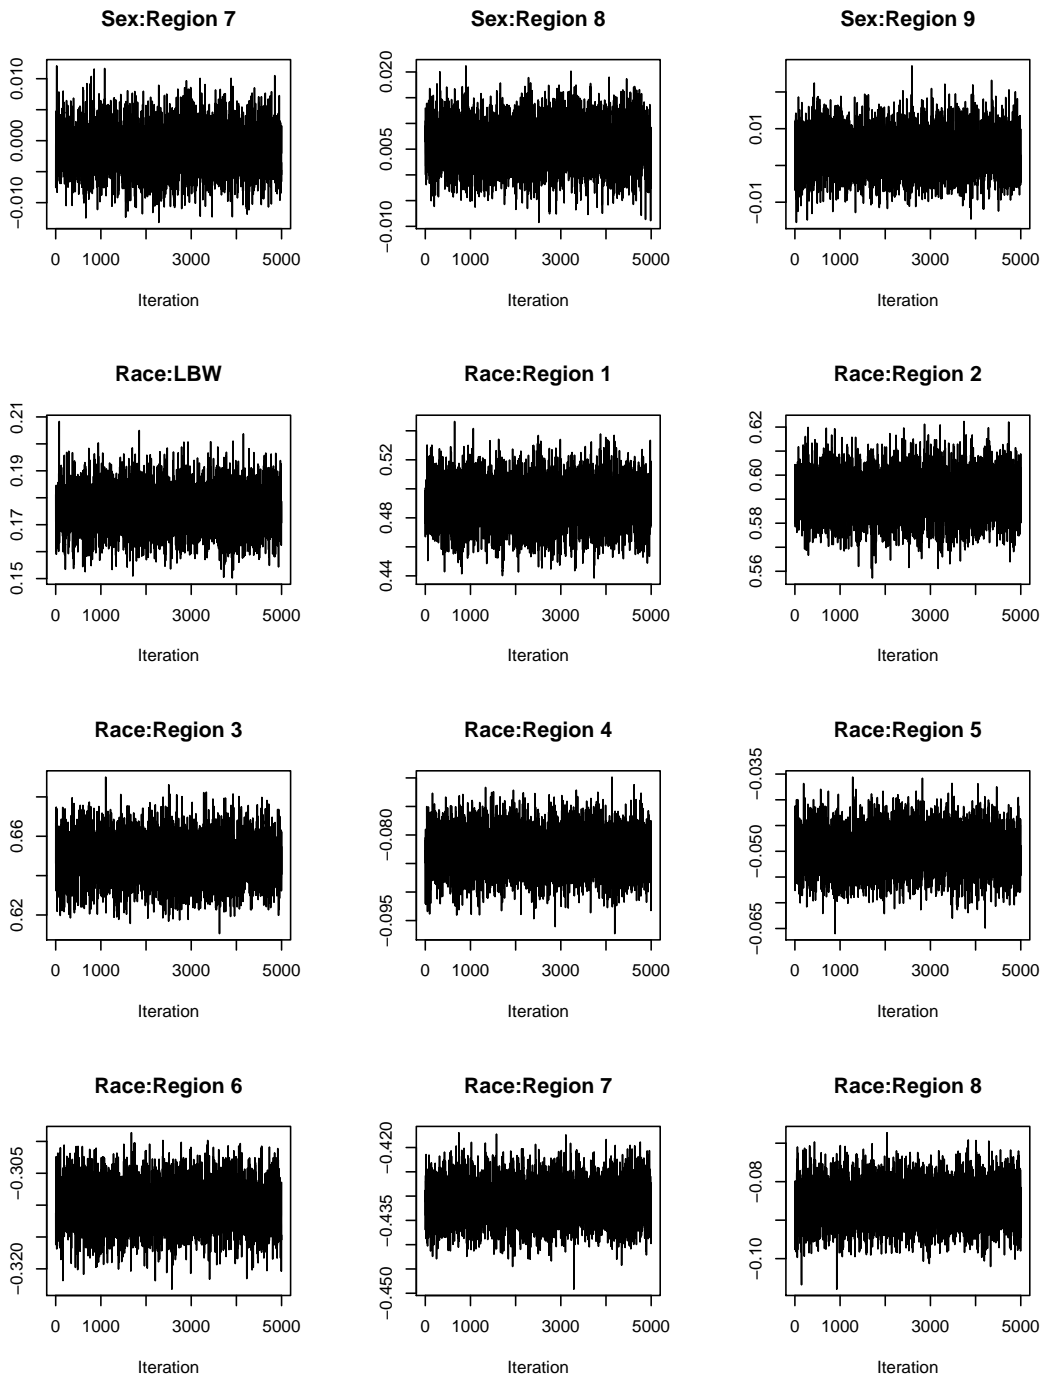 Sex:Region 7 Sex:Region 8 Sex:Region 9
0.010 0.020
0.01
0.000 0.005
−0.010 −0.01
−0.010
0 1000 3000 5000 0 1000 3000 5000 0 1000 3000 5000
Iteration Iteration Iteration
Race:LBW Race:Region 1 Race:Region 2
0.21 0.62
0.52
0.19 0.60
0.48
0.17 0.58
0.44 0.56
0.15
0 1000 3000 5000 0 1000 3000 5000 0 1000 3000 5000
Iteration Iteration Iteration
Race:Region 3 Race:Region 4 Race:Region 5
−0.035
0.66 −0.080
−0.050
0.62 −0.095
−0.065
0 1000 3000 5000 0 1000 3000 5000 0 1000 3000 5000
Iteration Iteration Iteration
Race:Region 6 Race:Region 7 Race:Region 8
−0.420
−0.305 −0.08
−0.435
−0.320 −0.10
−0.450
0 1000 3000 5000 0 1000 3000 5000 0 1000 3000 5000
Iteration Iteration Iteration